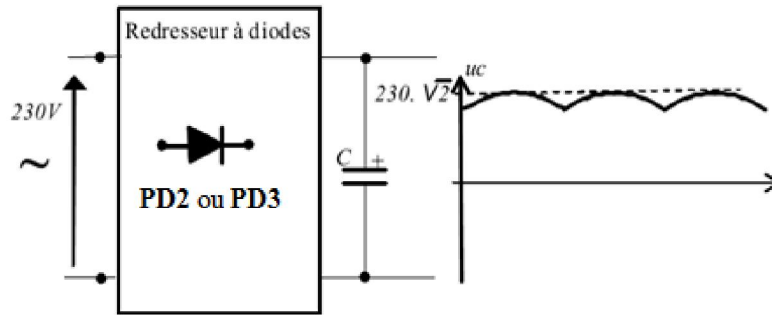 Redresseur à diodes
230V
~
PD2 ou PD3
C +
uc
230. √2